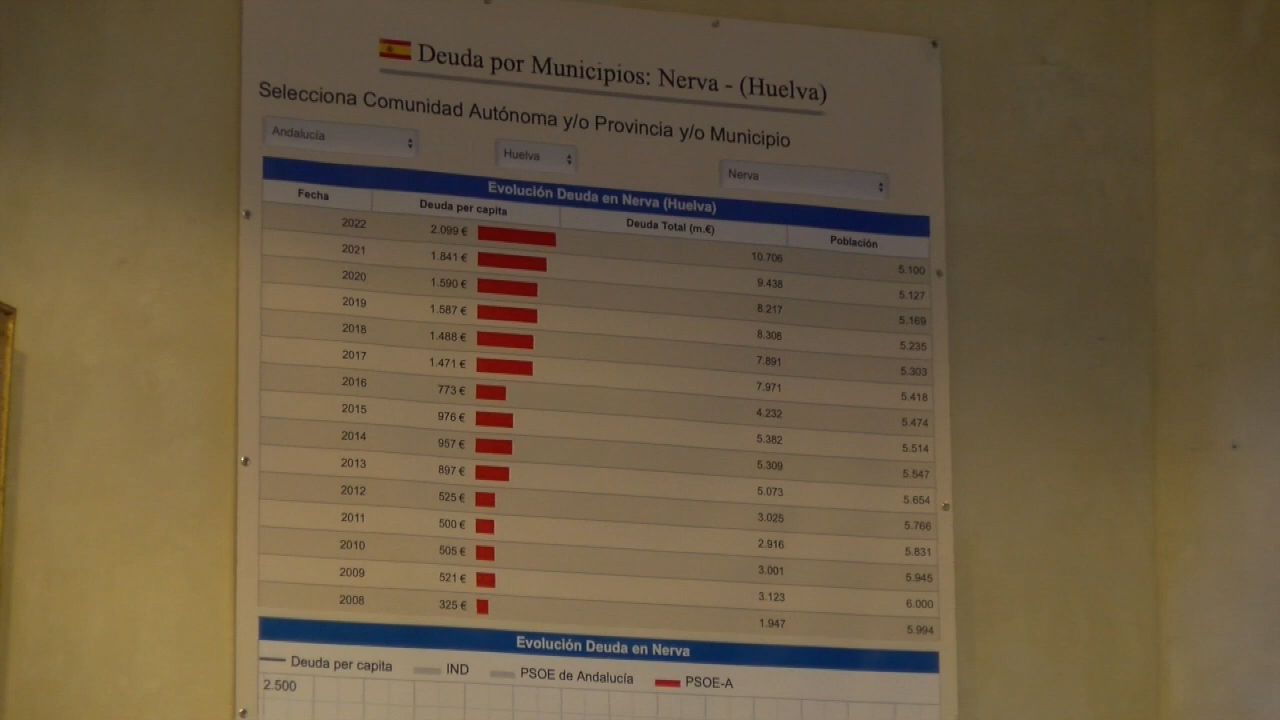 Deuda por Municipios: Nerva - (Huelva)
Selecciona Comunidad Autónoma y/o Provincia y/o Municipio
Andalucía Huelva Nerva
Evolución Deuda en Nerva (Huelva)
Fecha Deuda per capita Deuda Total (m.€) Población
2022 2.099 € 10.706 5.100
2021 1.841 € 9.438 5.127
2020 1.590 € 8.217 5.169
2019 1.587 € 8.306 5.235
2018 1.488 € 7.891 5.303
2017 1.471 € 7.971 5.418
2016 773 € 4.232 5.474
2015 976 € 5.382 5.514
2014 957 € 5.309 5.547
2013 897 € 5.073 5.654
2012 525 € 3.025 5.766
2011 500 € 2.916 5.831
2010 505 € 3.001 5.945
2009 521 € 3.123 6.000
2008 325 € 1.947 5.994
Evolución Deuda en Nerva
Deuda per capita IND PSOE de Andalucía PSOE-A
2.500